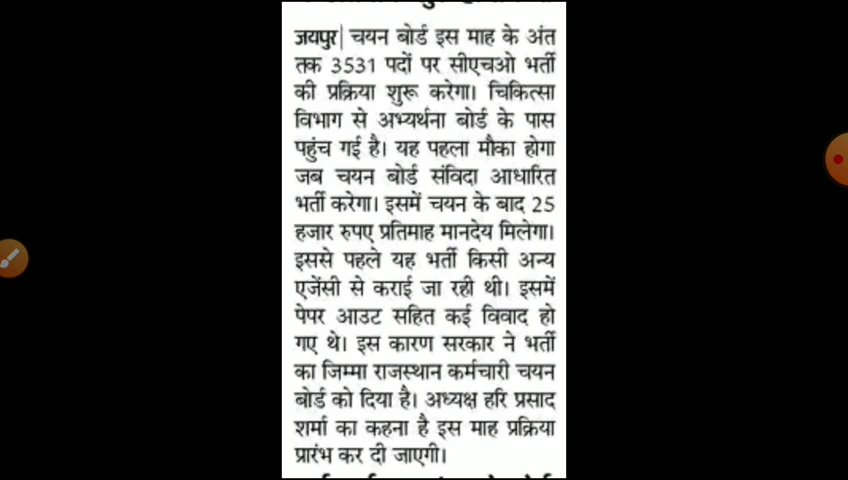 जयपुर| चयन बोर्ड इस माह के अंत
तक 3531 पदों पर सीएचओ भर्ती
की प्रक्रिया शुरू करेगा। चिकित्सा
विभाग से अभ्यर्थना बोर्ड के पास
पहुंच गई है। यह पहला मौका होगा
जब चयन बोर्ड संविदा आधारित
भर्ती करेगा। इसमें चयन के बाद 25
हजार रुपए प्रतिमाह मानदेय मिलेगा।
इससे पहले यह भर्ती किसी अन्य
एजेंसी से कराई जा रही थी। इसमें
पेपर आउट सहित कई विवाद हो
गए थे। इस कारण सरकार ने भर्ती
का जिम्मा राजस्थान कर्मचारी चयन
बोर्ड को दिया है। अध्यक्ष हरि प्रसाद
शर्मा का कहना है इस माह प्रक्रिया
प्रारंभ कर दी जाएगी।